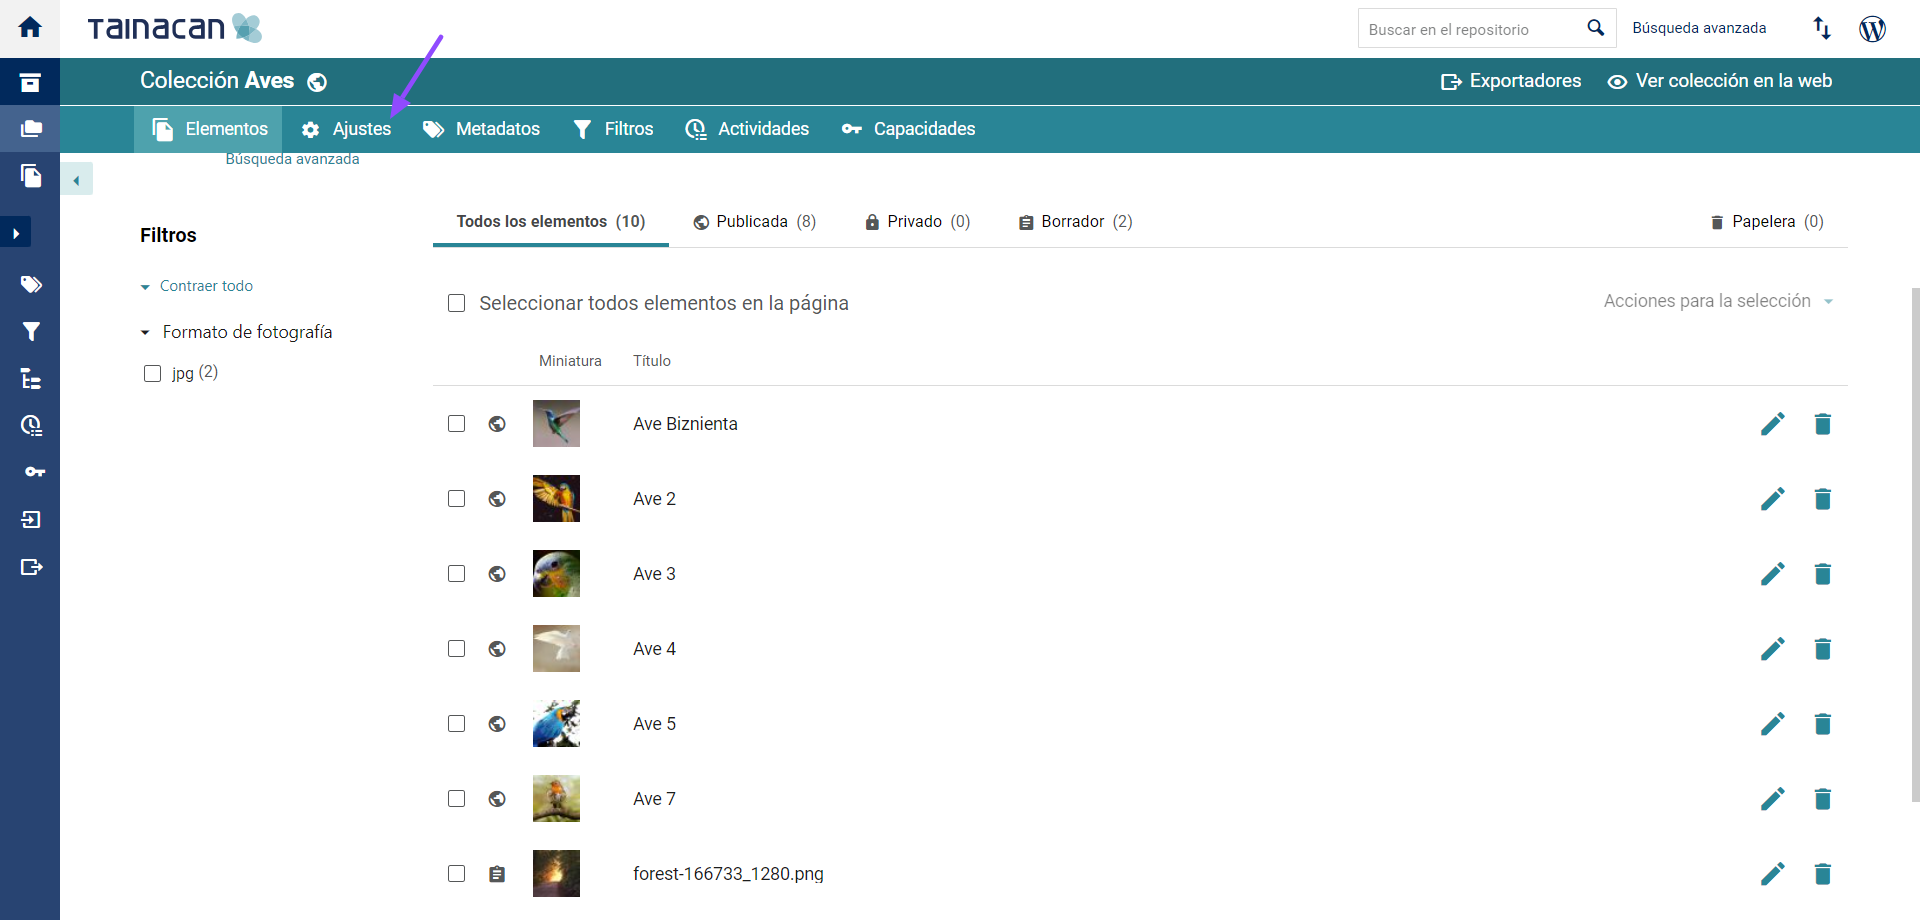 TAINACAN
Buscar en el repositorio
Búsqueda avanzada
Colección Aves
Exportadores
Ver colección en la web
Elementos
Ajustes
Metadatos
Filtros
Actividades
Capacidades
Búsqueda avanzada
Filtros
Contraer todo
Formato de fotografía
jpg (2)
Todos los elementos (10)
Publicada (8)
Privado (0)
Borrador (2)
Papelera (0)
Seleccionar todos elementos en la página
Acciones para la selección
Miniatura
Título
Ave Biznienta
Ave 2
Ave 3
Ave 4
Ave 5
Ave 7
forest-166733_1280.png